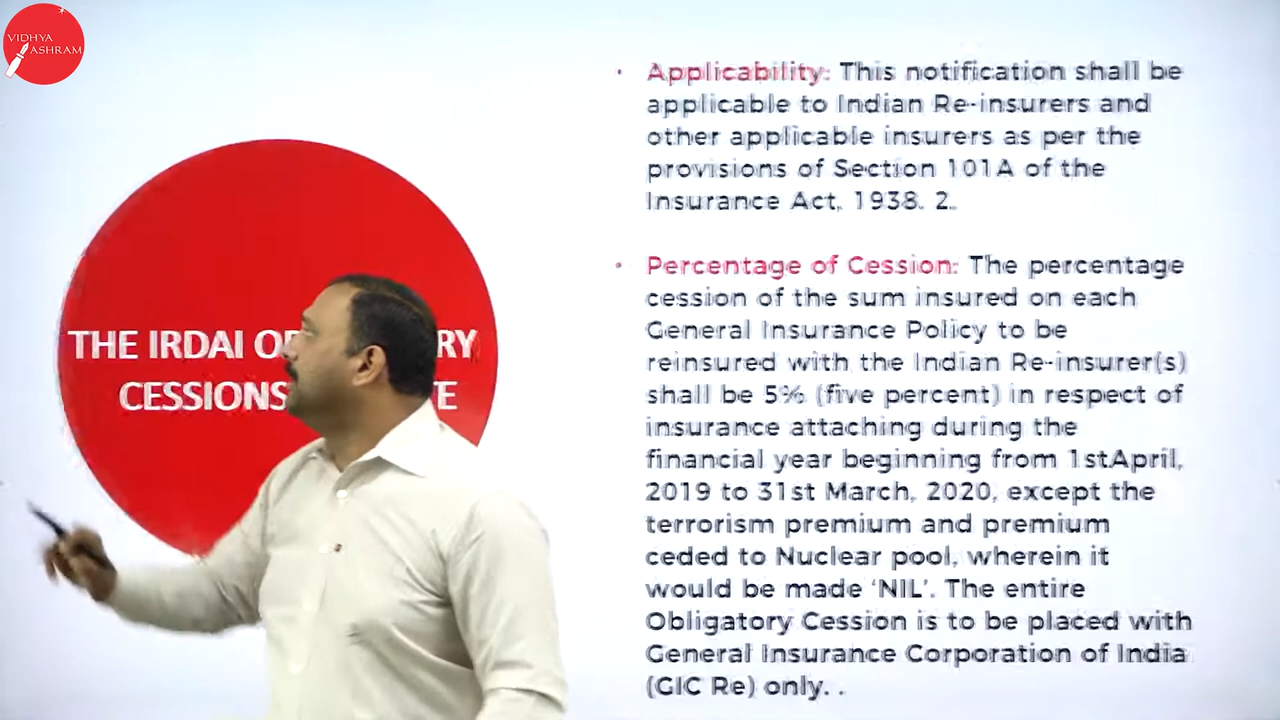 VIDHYA
ASHRAM
THE IRDAI RY
CESSIONS TE
Applicability: This notification shall be
applicable to Indian Re-insurers and
other applicable insurers as per the
provisions of Section 101A of the
Insurance Act, 1938. 2.
Percentage of Cession: The percentage
cession of the sum insured on each
General Insurance Policy to be
reinsured with the Indian Re-insurer(s)
shall be 5% (five percent) in respect of
insurance attaching during the
financial year beginning from 1stApril,
2019 to 31st March, 2020, except the
terrorism premium and premium
ceded to Nuclear pool, wherein it
would be made ‘NIL’. The entire
Obligatory Cession is to be placed with
General Insurance Corporation of India
(GIC Re) only. .